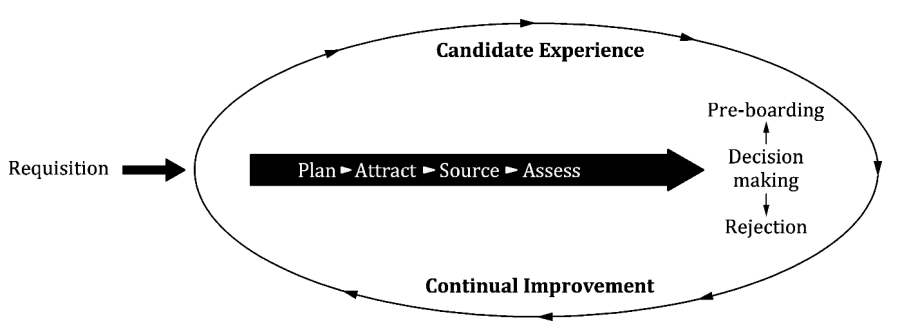 Candidate Experience
Pre-boarding
Requisition
Plan ► Attract ► Source ► Assess
Decision
making
Rejection
Continual Improvement